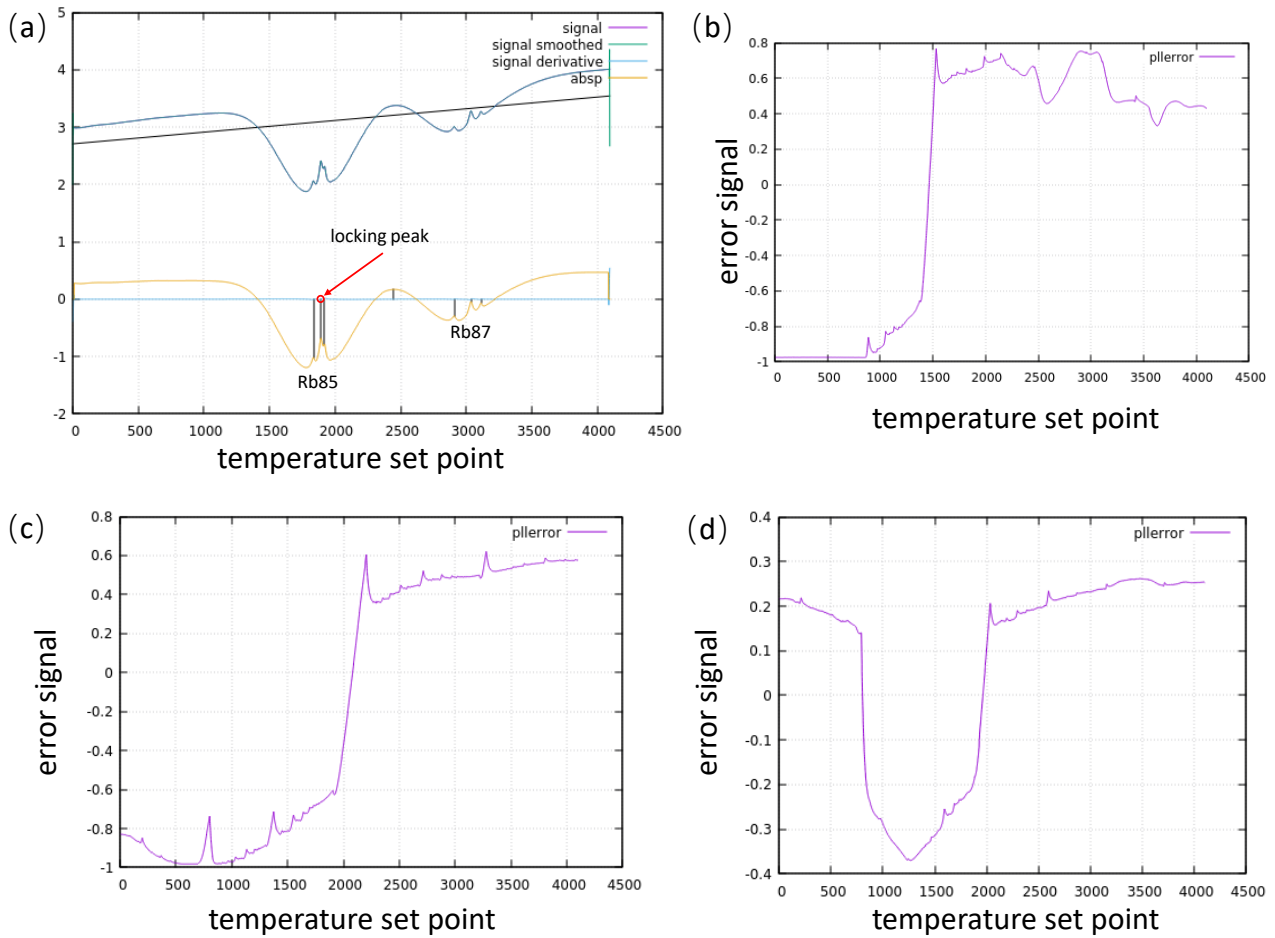 (a)
5
4
3
2
1
0
-1
-2
signal
signal smoothed
signal derivative
absp
locking peak
Rb85
Rb87
0 500 1000 1500 2000 2500 3000 3500 4000 4500
temperature set point
(b)
error signal
0.8
0.6
0.4
0.2
0
-0.2
-0.4
-0.6
-0.8
-1
pllerror
0 500 1000 1500 2000 2500 3000 3500 4000 4500
temperature set point
(c)
error signal
0.8
0.6
0.4
0.2
0
-0.2
-0.4
-0.6
-0.8
-1
pllerror
0 500 1000 1500 2000 2500 3000 3500 4000 4500
temperature set point
(d)
error signal
0.4
0.3
0.2
0.1
0
-0.1
-0.2
-0.3
-0.4
pllerror
0 500 1000 1500 2000 2500 3000 3500 4000 4500
temperature set point